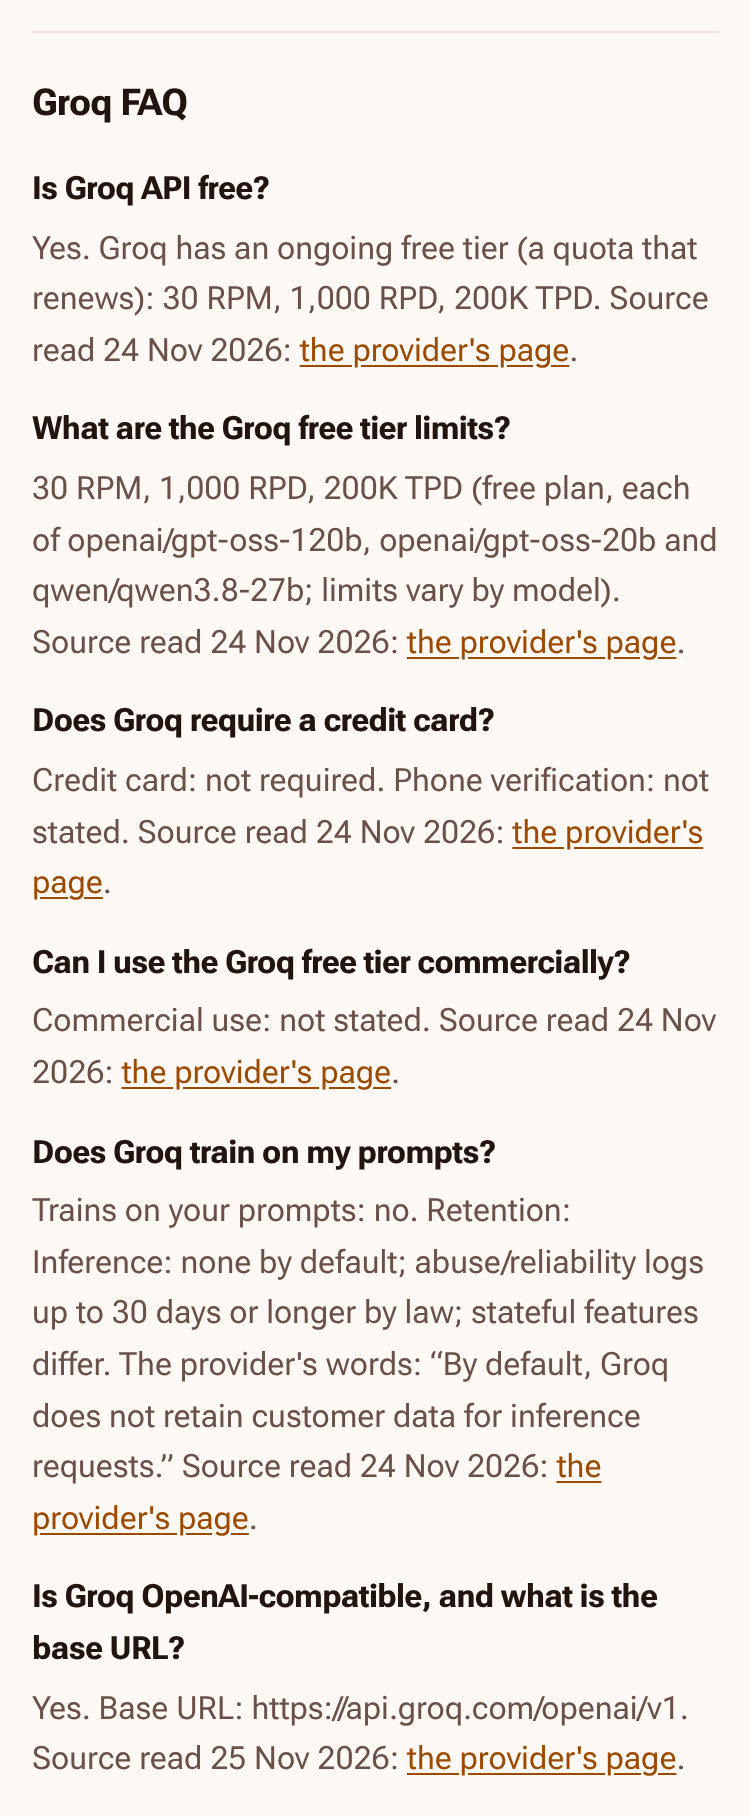 Groq FAQ
Is Groq API free?
Yes. Groq has an ongoing free tier (a quota that
renews): 30 RPM, 1,000 RPD, 200K TPD. Source
read 24 Nov 2026: the provider's page.
What are the Groq free tier limits?
30 RPM, 1,000 RPD, 200K TPD (free plan, each
of openai/gpt-oss-120b, openai/gpt-oss-20b and
qwen/qwen3.8-27b; limits vary by model).
Source read 24 Nov 2026: the provider's page.
Does Groq require a credit card?
Credit card: not required. Phone verification: not
stated. Source read 24 Nov 2026: the provider's
page.
Can I use the Groq free tier commercially?
Commercial use: not stated. Source read 24 Nov
2026: the provider's page.
Does Groq train on my prompts?
Trains on your prompts: no. Retention:
Inference: none by default; abuse/reliability logs
up to 30 days or longer by law; stateful features
differ. The provider's words: “By default, Groq
does not retain customer data for inference
requests.” Source read 24 Nov 2026: the
provider's page.
Is Groq OpenAI-compatible, and what is the
base URL?
Yes. Base URL: https://api.groq.com/openai/v1.
Source read 25 Nov 2026: the provider's page.